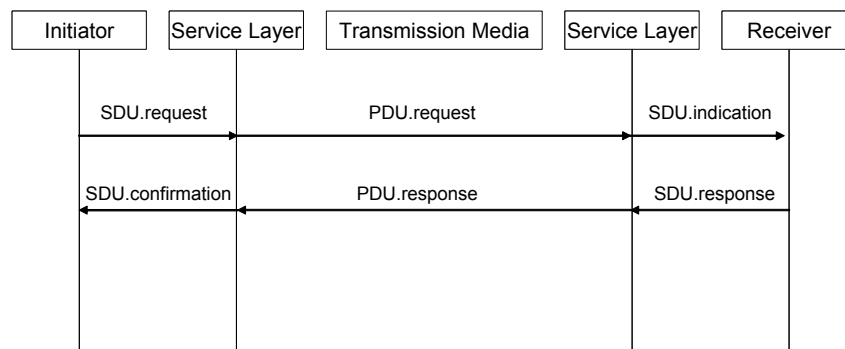 Initiator
Service Layer
Transmission Media
Service Layer
Receiver
SDU.request
PDU.request
SDU.indication
SDU.confirmation
PDU.response
SDU.response